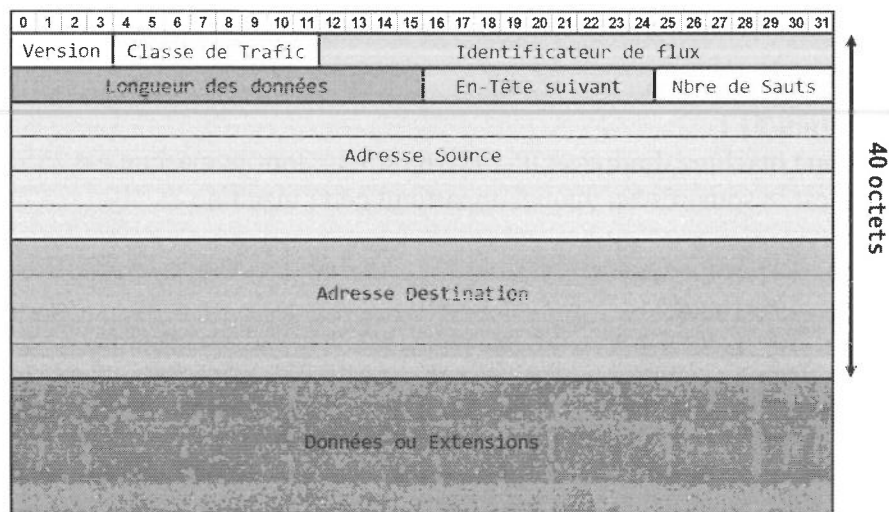 0 1 2 3 4 5 6 7 8 9 10 11 12 13 14 15 16 17 18 19 20 21 22 23 24 25 26 27 28 29 30 31
Version Classe de Trafic Identificateur de flux
Longueur des données En-Tête suivant Nbre de Sauts
Adresse Source
40 octets
Adresse Destination
Données ou Extensions